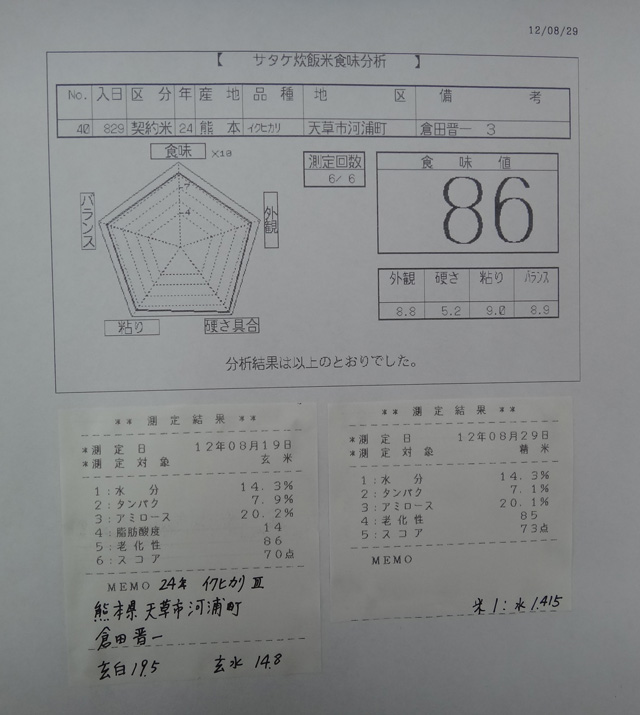 12/08/29
【 サタケ炊飯米食味分析 】
No. 入日 区分 年 産地 品種 地区 備考
40 829 契約米 24 熊本 イクヒカリ 天草市河浦町 倉田晋一 3
食味 X10
7
4
外観
硬さ具合
粘り
バランス
測定回数
6/ 6
食味値
86
外観 硬さ 粘り バランス
8.8 5.2 9.0 8.9
分析結果は以上のとおりでした。
** 測定結果 **
*測定日 12年08月19日
*測定対象 玄米
1:水分 14.3%
2:タンパク 7.9%
3:アミロース 20.2%
4:脂肪酸度 14
5:老化性 86
6:スコア 70点
MEMO 24年 イクヒカリ Ⅲ
熊本県天草市河浦町
倉田晋一
玄白19.5 玄水 14.8
** 測定結果 **
*測定日 12年08月29日
*測定対象 精米
1:水分 14.3%
2:タンパク 7.1%
3:アミロース 20.1%
4:老化性 85
5:スコア 73点
MEMO
米1:水1.415